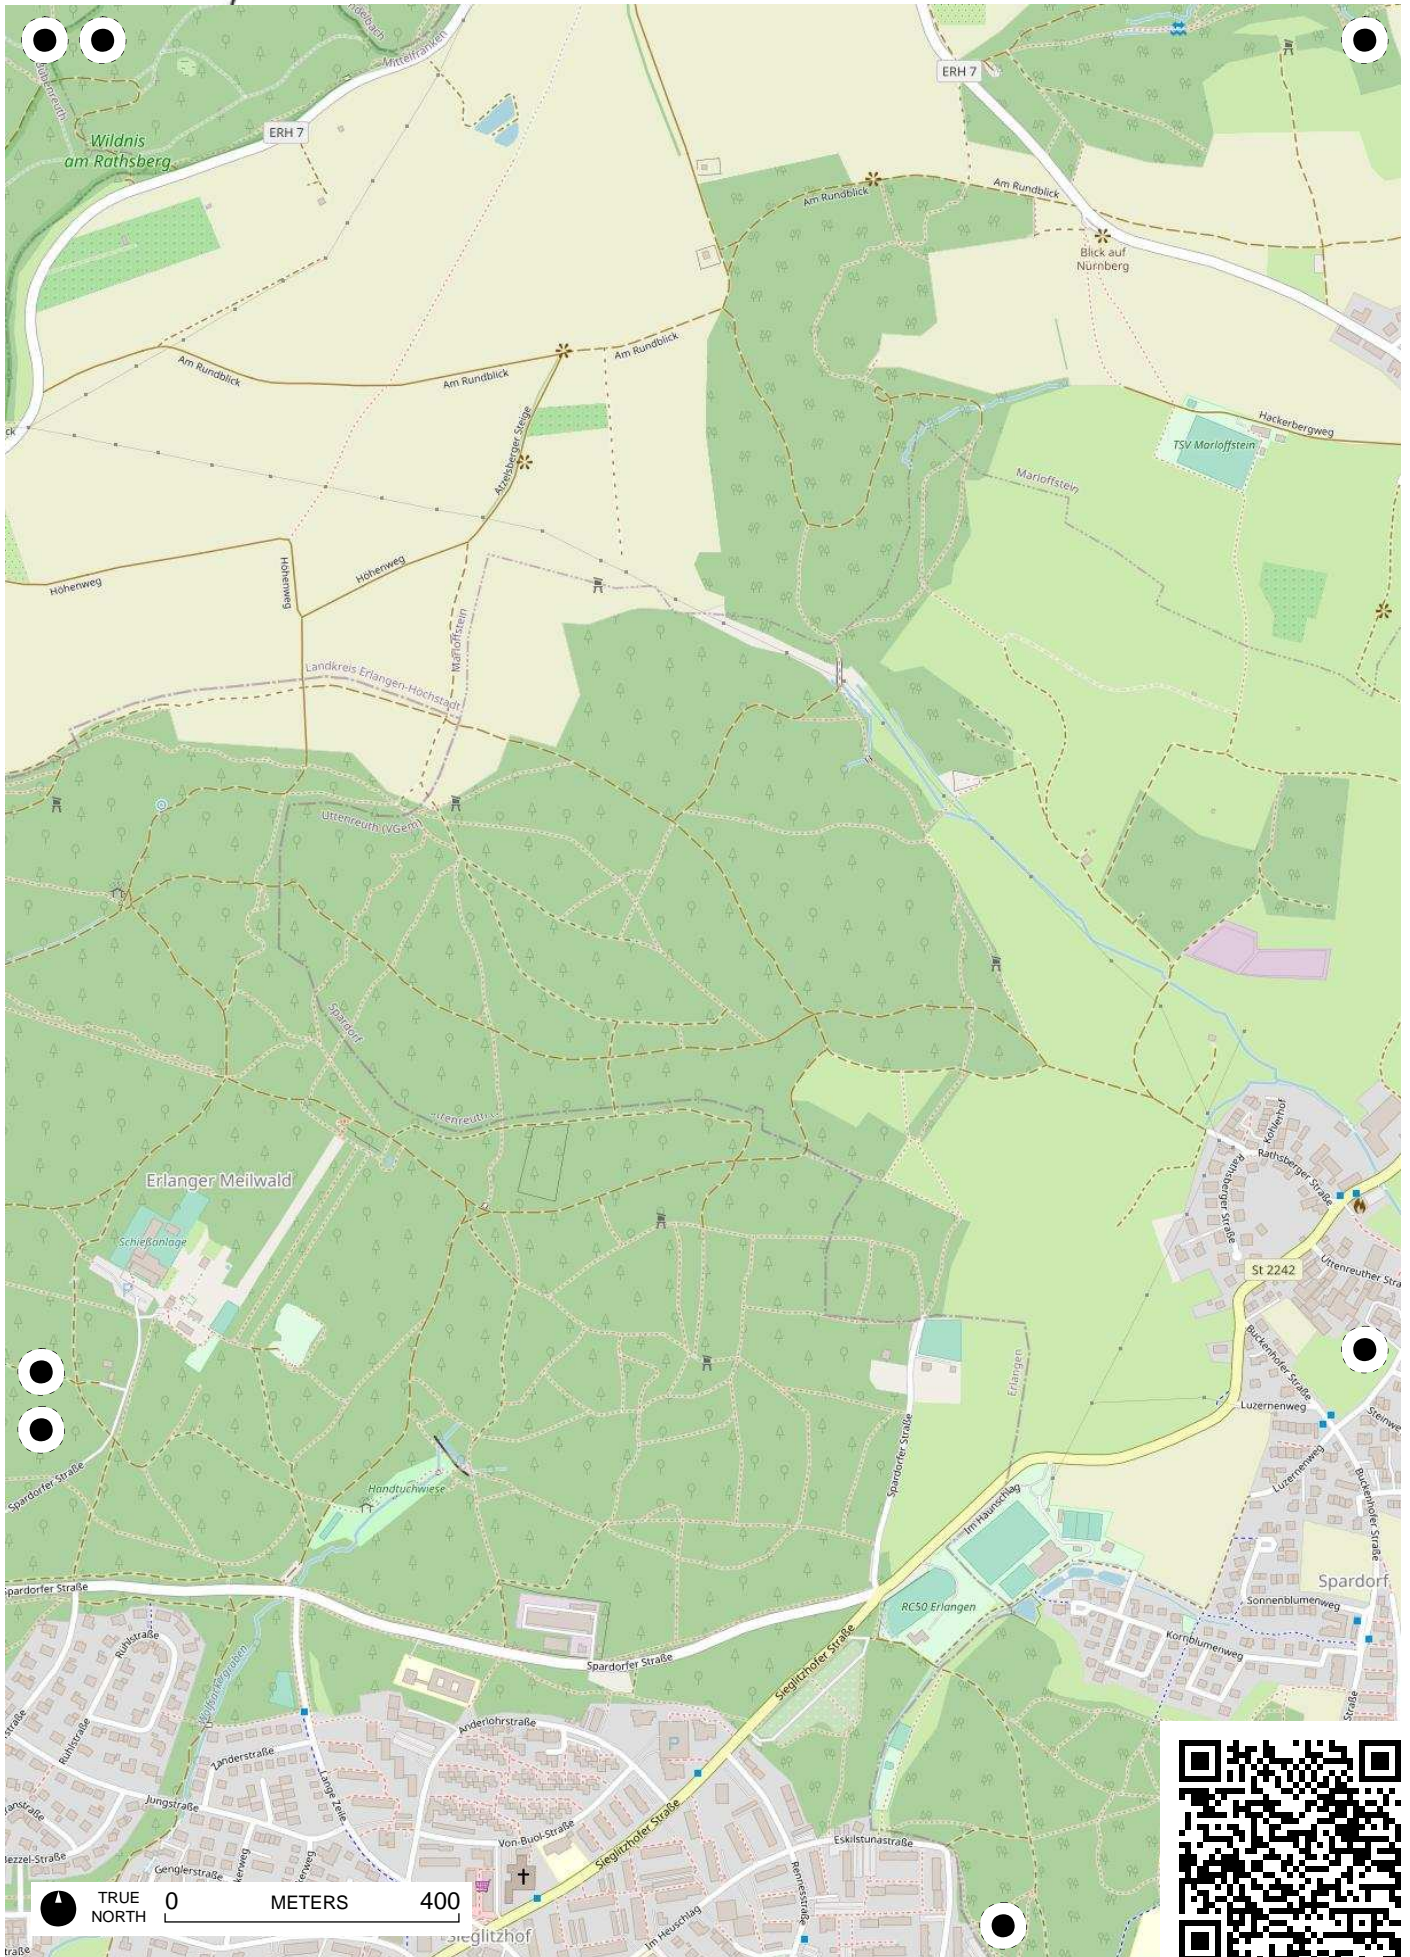 Mittelfranken
ERH 7
ERH 7
Wildnis
am Rathsberg
Am Rundblick
Am Rundblick
Blick auf
Nürnberg
Am Rundblick
Am Rundblick
Am Rundblick
Hackerbergweg
TSV Marloffstein
Atzelsberger Steige
Marloffstein
Höhenweg
Höhenweg
Höhenweg
Marloffstein
Landkreis Erlangen-Höchstadt
Uttenreuth (VGem)
Spardorf
Köhlerhof
Rathsberger Straße
Rathsberger Straße
Erlanger Meilwald
Schießanlage
St 2242
Uttenreuther Stra
Buckenhofer Straße
Erlangen
Luzernenweg
Steinwe
Spardorfer Straße
Luzernenweg
Buckenhofer Straße
Spardorfer Straße
Handtuchwiese
Im Haunschlag
Spardorfer Straße
RC50 Erlangen
Spardorf
Sonnenblumenweg
Kornblumenweg
Ruhlstraße
Spardorfer Straße
Sieglitzhofer Straße
Straße
Ruhlstraße
Anderlohrstraße
Zanderstraße
Lange Zeile
P
Jungstraße
Von-Buol-Straße
Sieglitzhofer Straße
Eskilstunastraße
Bezzel-Straße
Genglerstraße
Rennesstraße
Im Heuschlag
Sieglitzhof
TRUE
NORTH
0 METERS 400